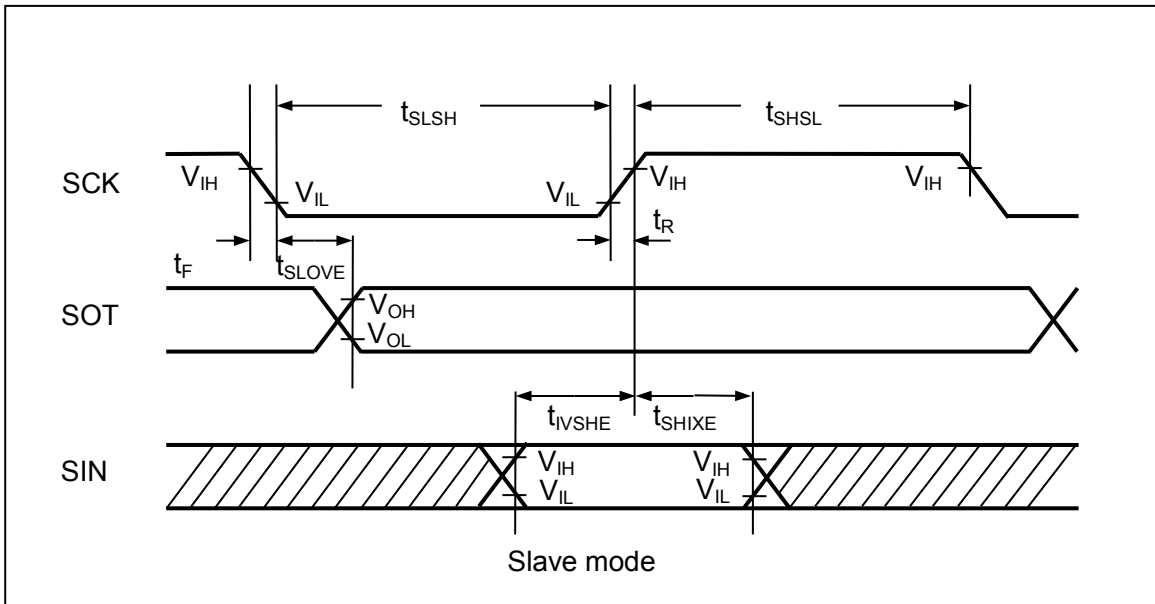 tSLSH
tSHSL
SCK
VIH
VIL
VIL
VIH
VIH
tR
tF
tSLOVE
SOT
VOH
VOL
tIVSHE
tSHIXE
SIN
VIH
VIH
VIL
VIL
Slave mode